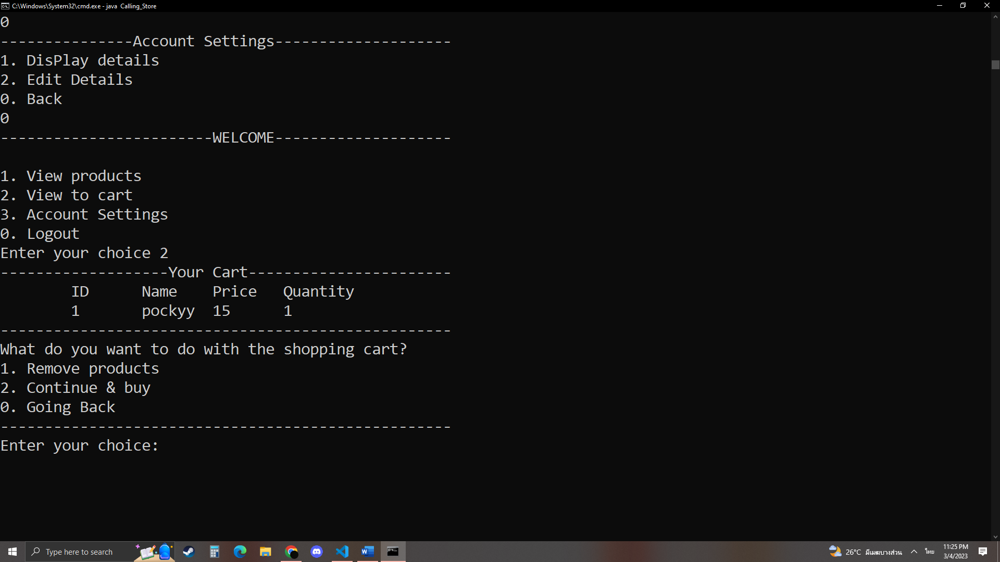 C:\Windows\System32\cmd.exe - java  Calling_Store
0
---------------Account Settings--------------------
1. DisPlay details
2. Edit Details
0. Back
0
------------------------WELCOME--------------------
1. View products
2. View to cart
3. Account Settings
0. Logout
Enter your choice 2
-------------------Your Cart-----------------------
ID Name Price Quantity
1 pockyy 15 1
---------------------------------------------------
What do you want to do with the shopping cart?
1. Remove products
2. Continue & buy
0. Going Back
---------------------------------------------------
Enter your choice:
Type here to search
26°C มีเมฆบางส่วน
ไทย
11:25 PM
3/4/2023